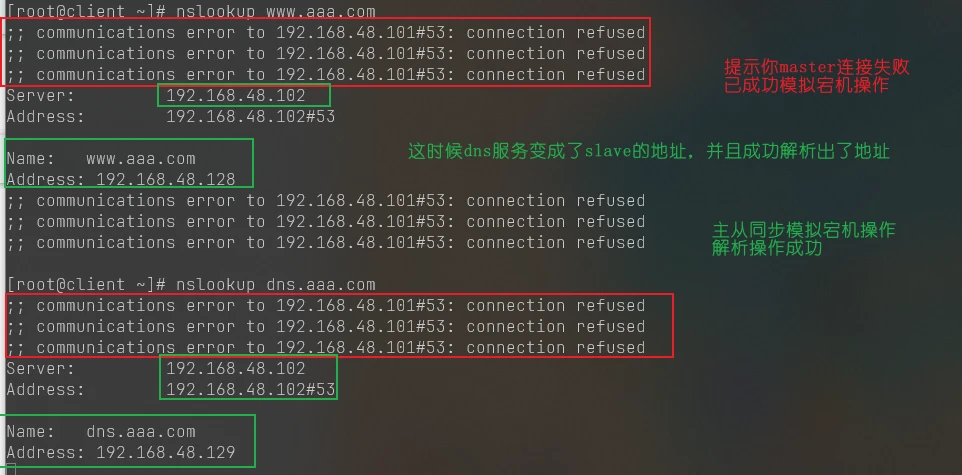 [root@client ~]# nslookup www.aaa.com
;; communications error to 192.168.48.101#53: connection refused
;; communications error to 192.168.48.101#53: connection refused
;; communications error to 192.168.48.101#53: connection refused
提示你master连接失败
已成功模拟宕机操作
Server: 192.168.48.102
Address: 192.168.48.102#53
这时候dns服务变成了slave的地址，并且成功解析出了地址
Name: www.aaa.com
Address: 192.168.48.128
;; communications error to 192.168.48.101#53: connection refused
;; communications error to 192.168.48.101#53: connection refused
;; communications error to 192.168.48.101#53: connection refused
主从同步模拟宕机操作
解析操作成功
[root@client ~]# nslookup dns.aaa.com
;; communications error to 192.168.48.101#53: connection refused
;; communications error to 192.168.48.101#53: connection refused
;; communications error to 192.168.48.101#53: connection refused
Server: 192.168.48.102
Address: 192.168.48.102#53
Name: dns.aaa.com
Address: 192.168.48.129